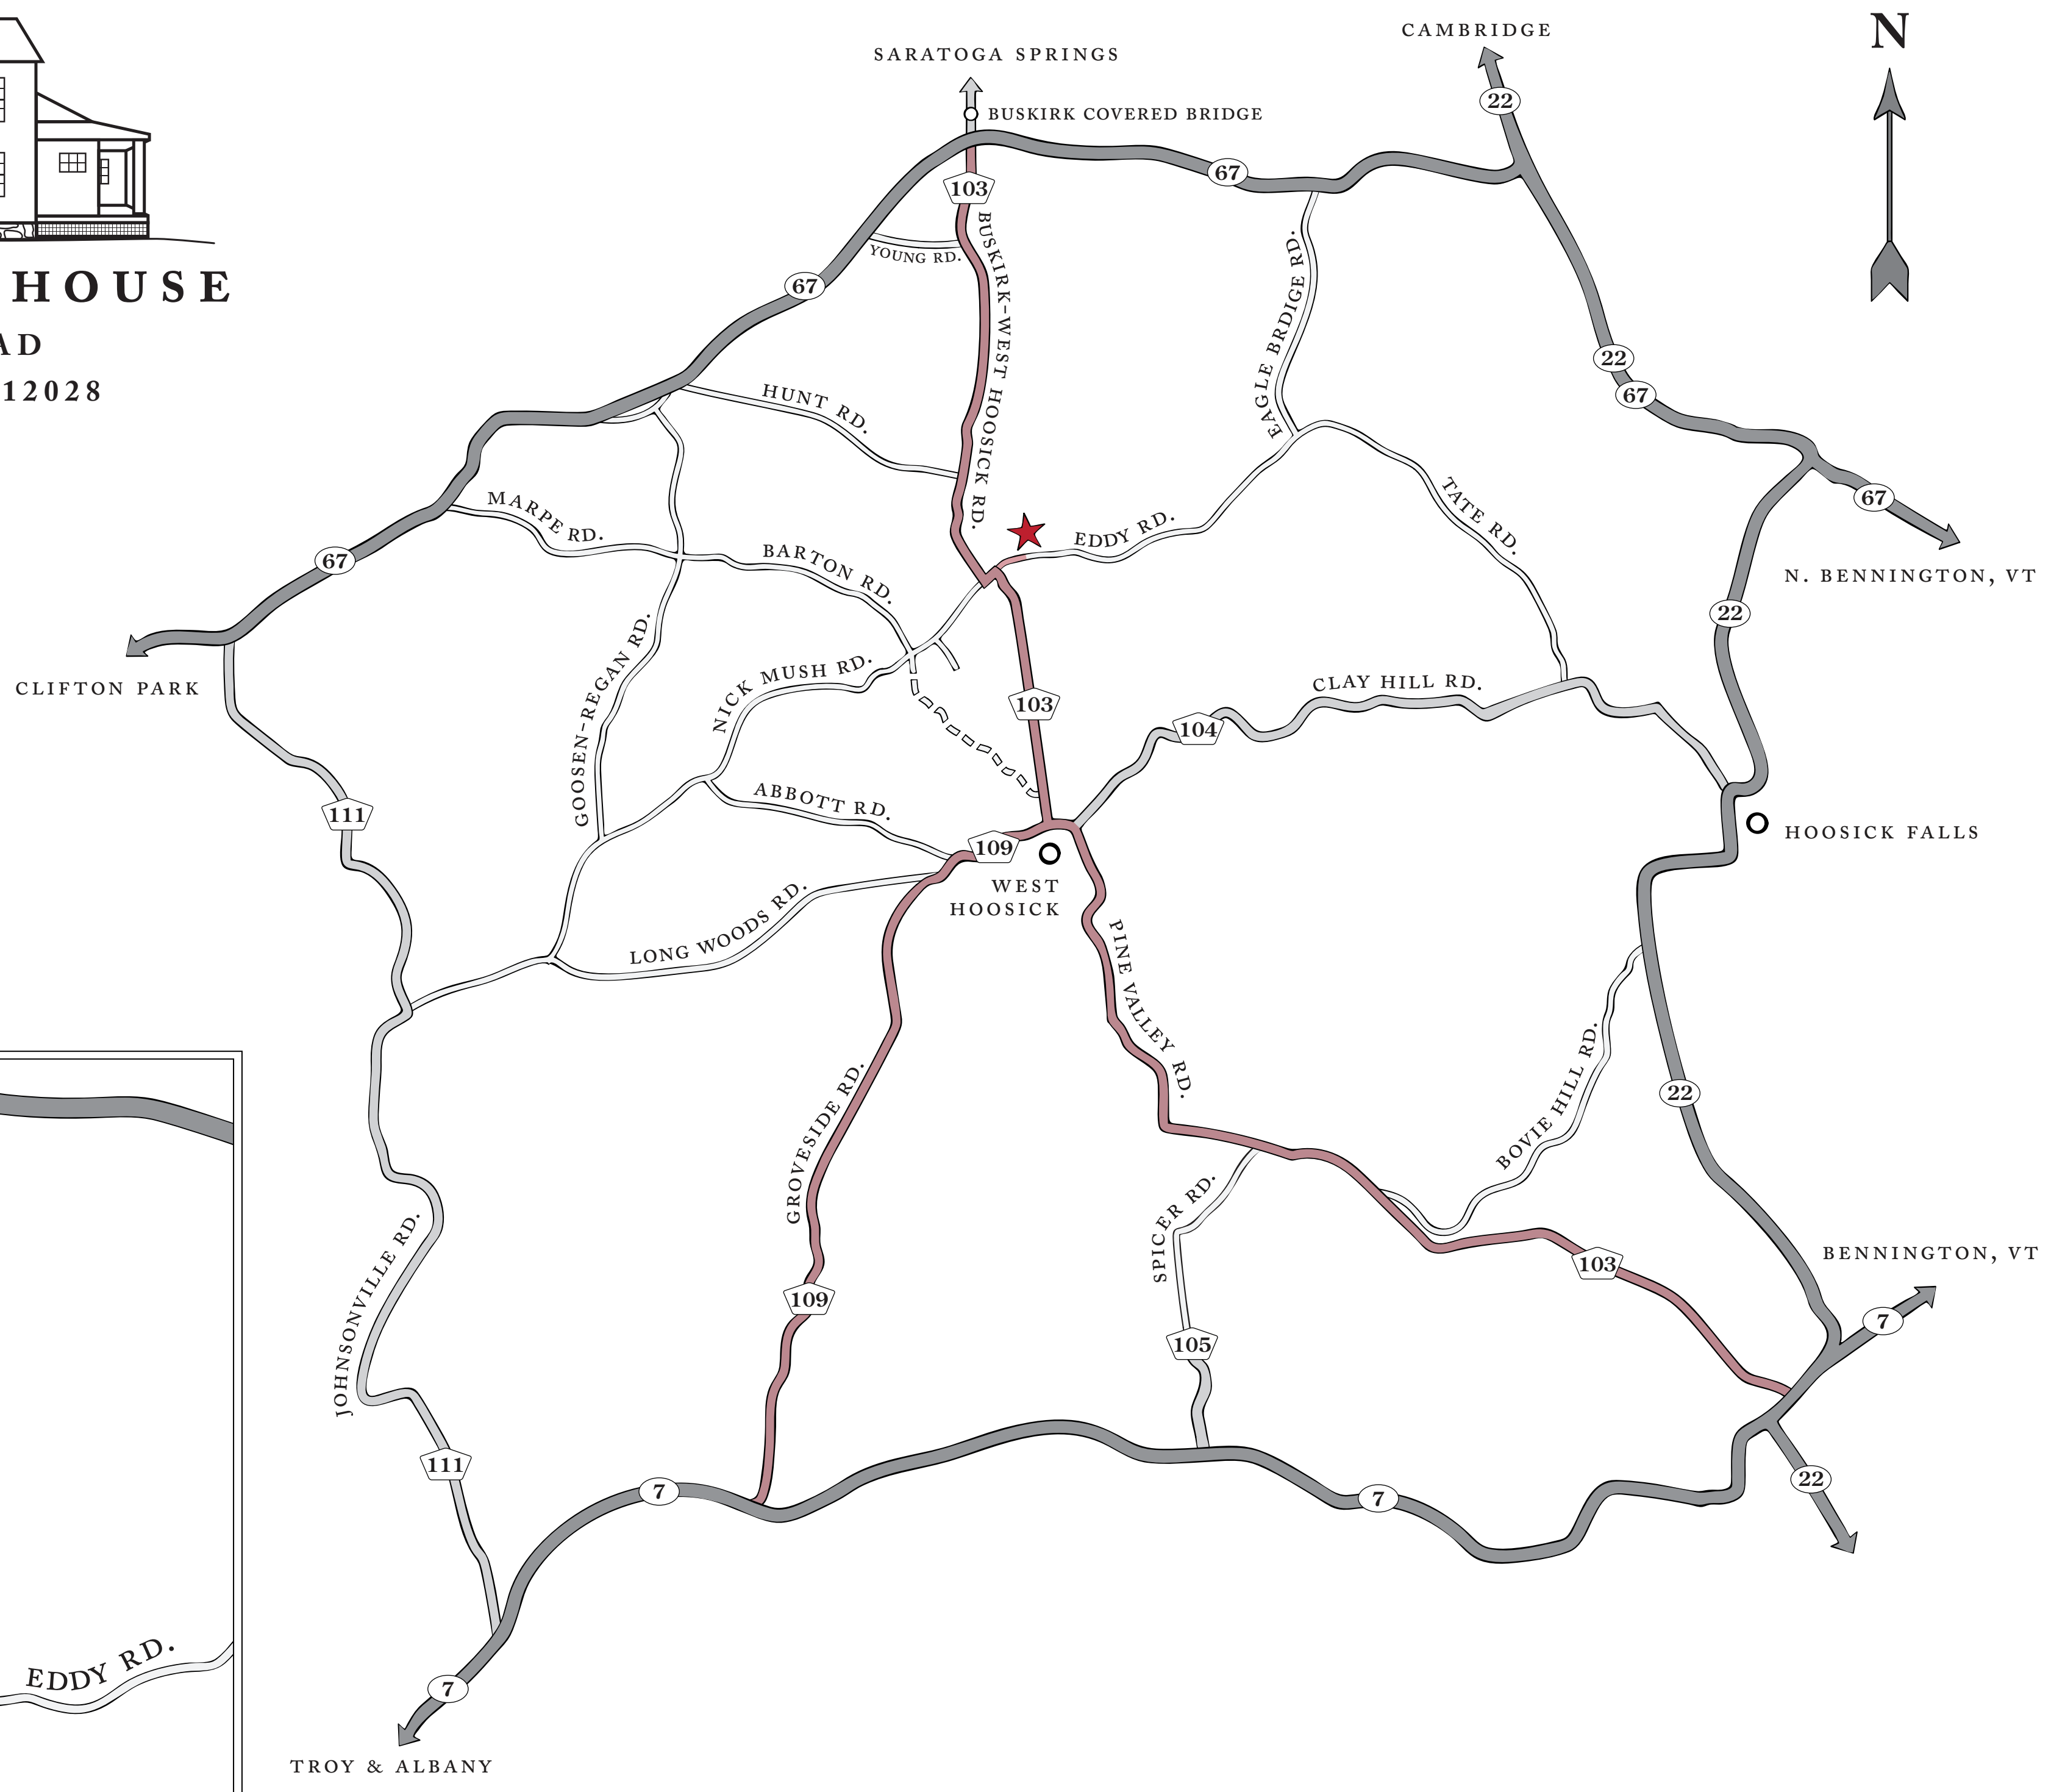 HOUSE
AD
12028
SARATOGA SPRINGS
BUSKIRK COVERED BRIDGE
CAMBRIDGE
N
22
67
103
BUSKIRK–WEST HOOSICK RD.
YOUNG RD.
67
EAGLE BRDIGE RD.
22
67
HUNT RD.
MARPE RD.
67
BARTON RD.
EDDY RD.
TATE RD.
67
N. BENNINGTON, VT
22
CLIFTON PARK
GOOSEN–REGAN RD.
NICK MUSH RD.
103
CLAY HILL RD.
104
111
ABBOTT RD.
109
WEST
HOOSICK
HOOSICK FALLS
LONG WOODS RD.
PINE VALLEY RD.
GROVESIDE RD.
22
BOVIE HILL RD.
SPICER RD.
JOHNSONVILLE RD.
109
103
BENNINGTON, VT
7
105
111
7
7
22
EDDY RD.
7
TROY & ALBANY